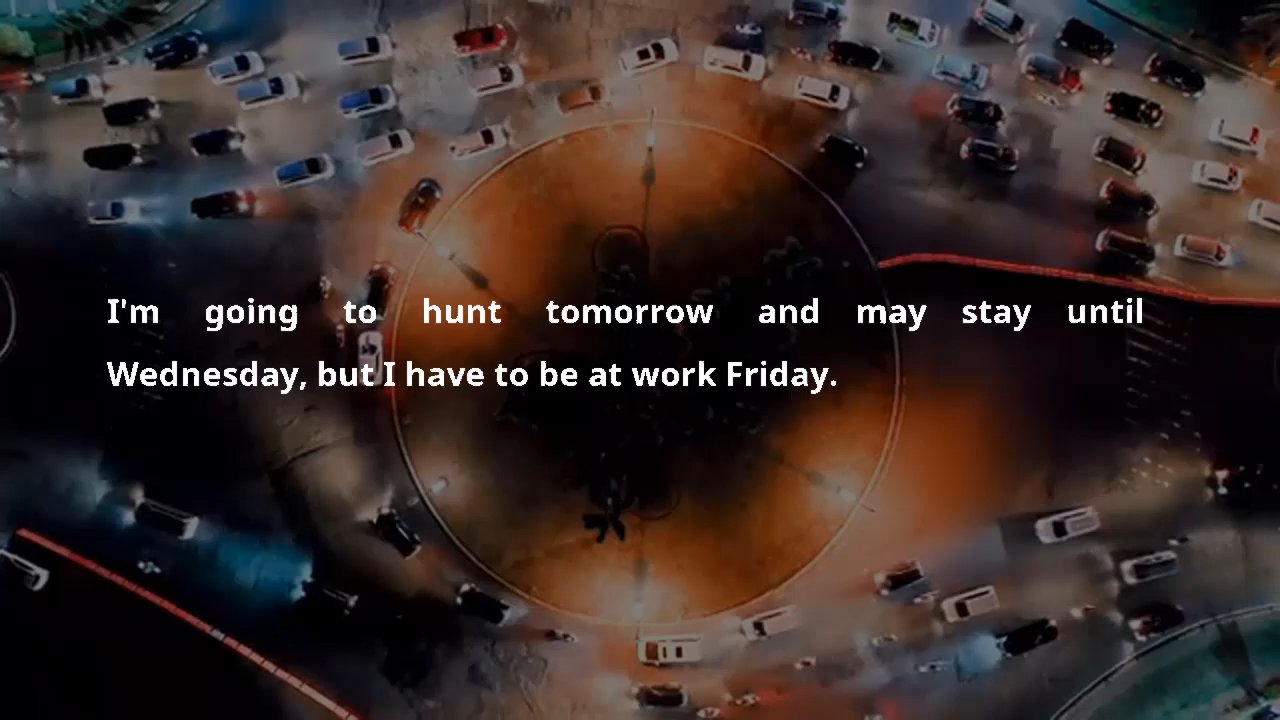 I'm going to hunt tomorrow and may stay until
Wednesday, but I have to be at work Friday.